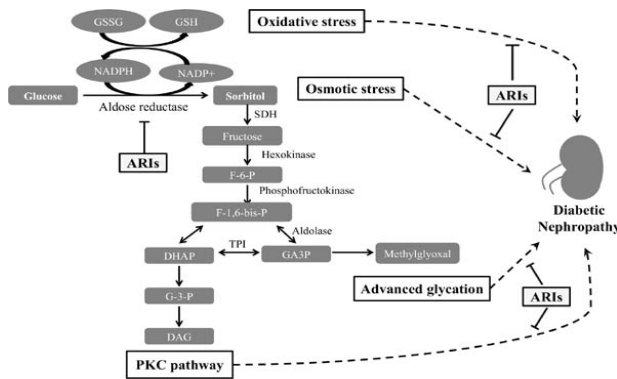 GSSG
GSH
Oxidative stress
NADPH
NADP+
Glucose
Sorbitol
Aldose reductase
Osmotic stress
ARIs
SDH
ARIs
Fructose
Hexokinase
F-6-P
Phosphofructokinase
F-1,6-bis-P
Diabetic
Nephropathy
Aldolase
TPI
DHAP
GA3P
Methylglyoxal
Advanced glycation
ARIs
G-3-P
DAG
PKC pathway